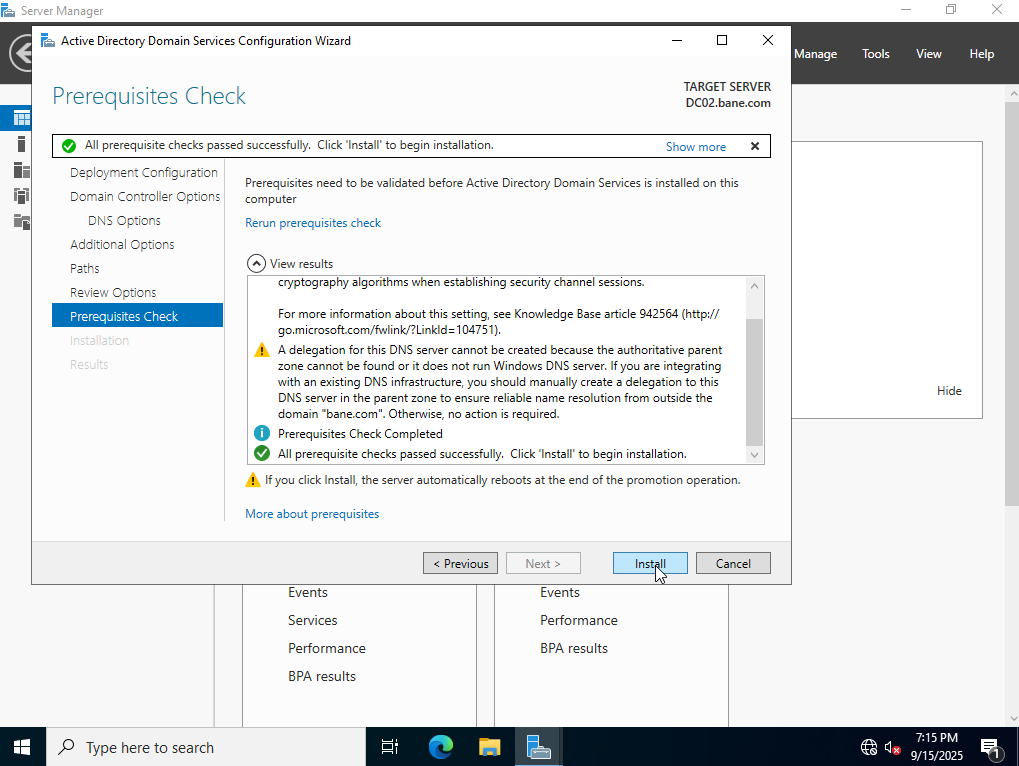 Server Manager
Manage
Tools
View
Help
Active Directory Domain Services Configuration Wizard
Prerequisites Check
TARGET SERVER
DC02.bane.com
All prerequisite checks passed successfully.  Click 'Install' to begin installation.
Show more
Deployment Configuration
Domain Controller Options
DNS Options
Additional Options
Paths
Review Options
Prerequisites Check
Installation
Results
Prerequisites need to be validated before Active Directory Domain Services is installed on this
computer
Rerun prerequisites check
View results
cryptography algorithms when establishing security channel sessions.
For more information about this setting, see Knowledge Base article 942564 (http://
go.microsoft.com/fwlink/?LinkId=104751).
A delegation for this DNS server cannot be created because the authoritative parent
zone cannot be found or it does not run Windows DNS server. If you are integrating
with an existing DNS infrastructure, you should manually create a delegation to this
DNS server in the parent zone to ensure reliable name resolution from outside the
domain "bane.com". Otherwise, no action is required.
Prerequisites Check Completed
All prerequisite checks passed successfully.  Click 'Install' to begin installation.
If you click Install, the server automatically reboots at the end of the promotion operation.
More about prerequisites
< Previous
Next >
Install
Cancel
Hide
Events
Services
Performance
BPA results
Events
Performance
BPA results
Type here to search
7:15 PM
9/15/2025
1